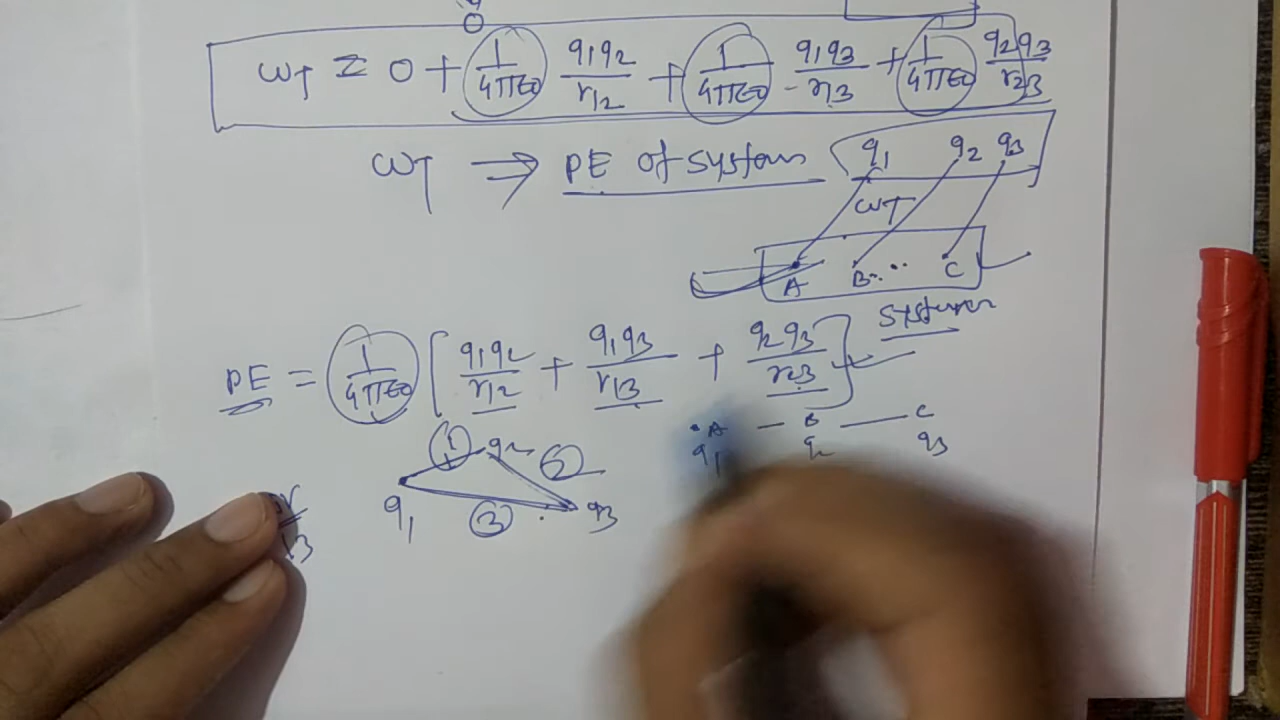 WT = 0 + 1/4πε0 q1q2/r12 + 1/4πε0 q1q3/r13 + 1/4πε0 q2q3/r23
WT ⇒ PE of system q1 q2 q3
WT
A B C
system
PE = 1/4πε0 [ q1q2/r12 + q1q3/r13 + q2q3/r23 ]
A — B — C
q1 q2 q3
1 q2 2
q1 3 q3
13